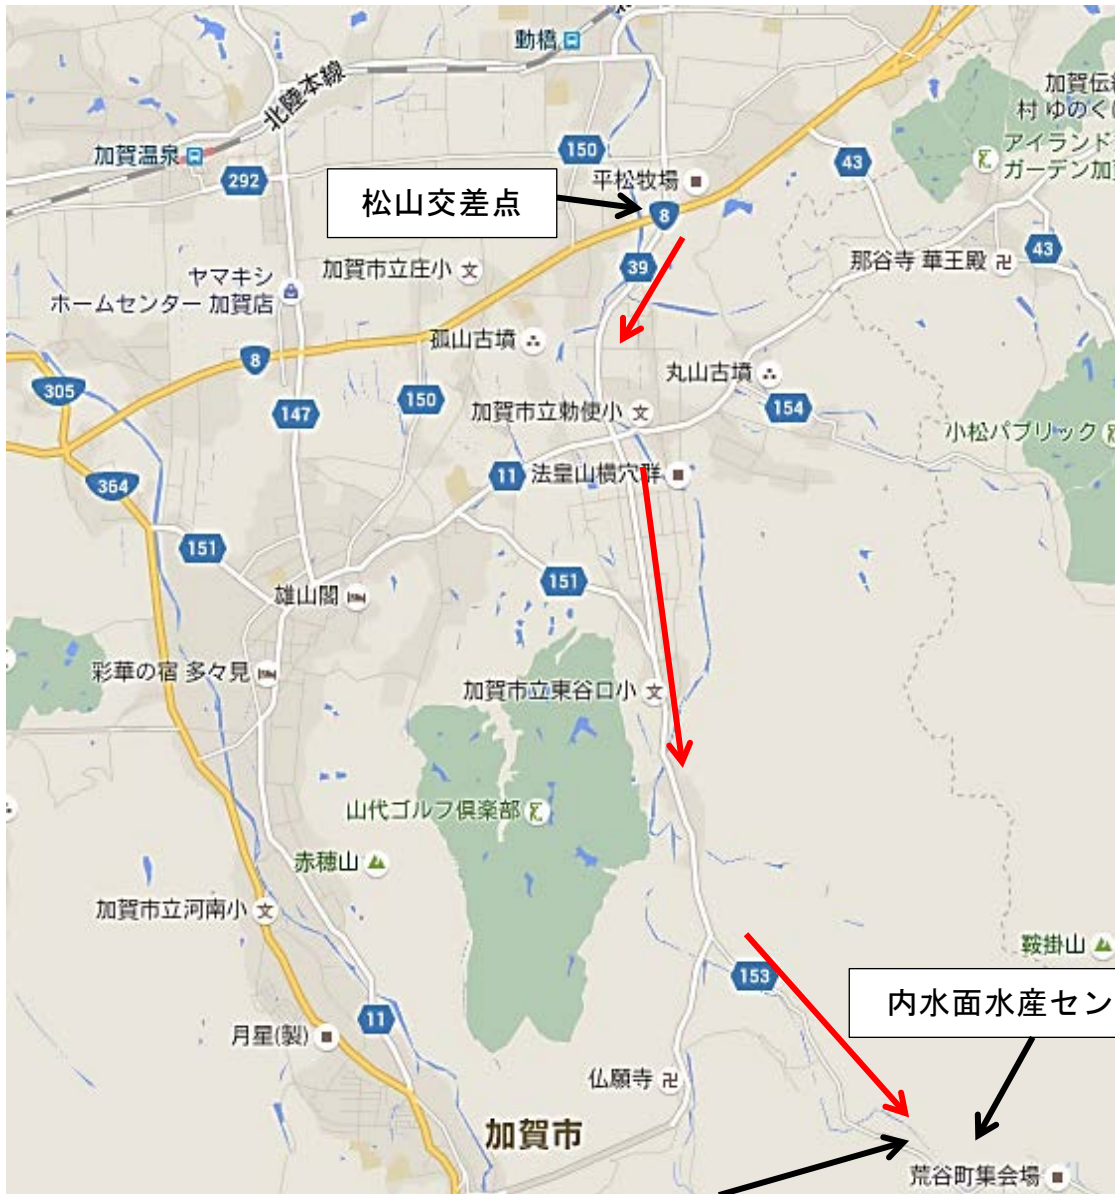 動橋
北陸本線
加賀伝統
村 ゆのくに
加賀温泉
292
150
43
アイランド
ガーデン加賀
平松牧場
松山交差点
8
39
那谷寺 華王殿
43
加賀市立庄小
ヤマキシ
ホームセンター 加賀店
孤山古墳
8
305
丸山古墳
150
147
加賀市立勅使小
154
小松パブリック
364
11
法皇山横穴群
151
151
雄山閣
彩華の宿 多々見
加賀市立東谷口小
山代ゴルフ倶楽部
赤穂山
加賀市立河南小
鞍掛山
153
内水面水産セン
11
月星(製)
仏願寺
加賀市
荒谷町集会場